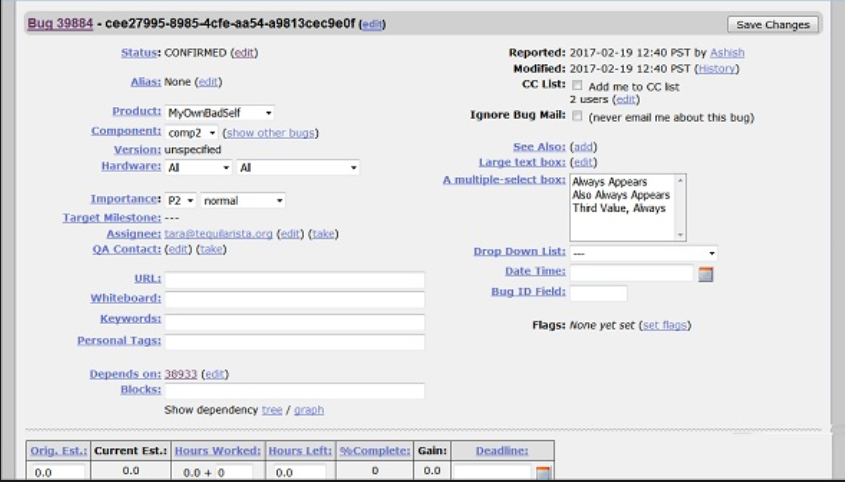 Bug 39884 - cee27995-8985-4cfe-aa54-a9813cec9e0f (edit)
Save Changes
Status: CONFIRMED (edit)
Alias: None (edit)
Product: MyOwnBadSelf
Component: comp2 (show other bugs)
Version: unspecified
Hardware: All All
Importance: P2 normal
Target Milestone: ---
Assignee: tara@tequilarista.org (edit) (take)
QA Contact: (edit) (take)
URL:
Whiteboard:
Keywords:
Personal Tags:
Depends on: 38933 (edit)
Blocks:
Show dependency tree / graph
Reported: 2017-02-19 12:40 PST by Ashish
Modified: 2017-02-19 12:40 PST (History)
CC List: Add me to CC list
2 users (edit)
Ignore Bug Mail: (never email me about this bug)
See Also: (add)
Large text box: (edit)
A multiple-select box: Always Appears
Also Always Appears
Third Value, Always
Drop Down List: ---
Date Time:
Bug ID Field:
Flags: None yet set (set flags)
Orig. Est.: Current Est.: Hours Worked: Hours Left: %Complete: Gain: Deadline:
0.0 0.0 0.0 + 0 0.0 0 0.0